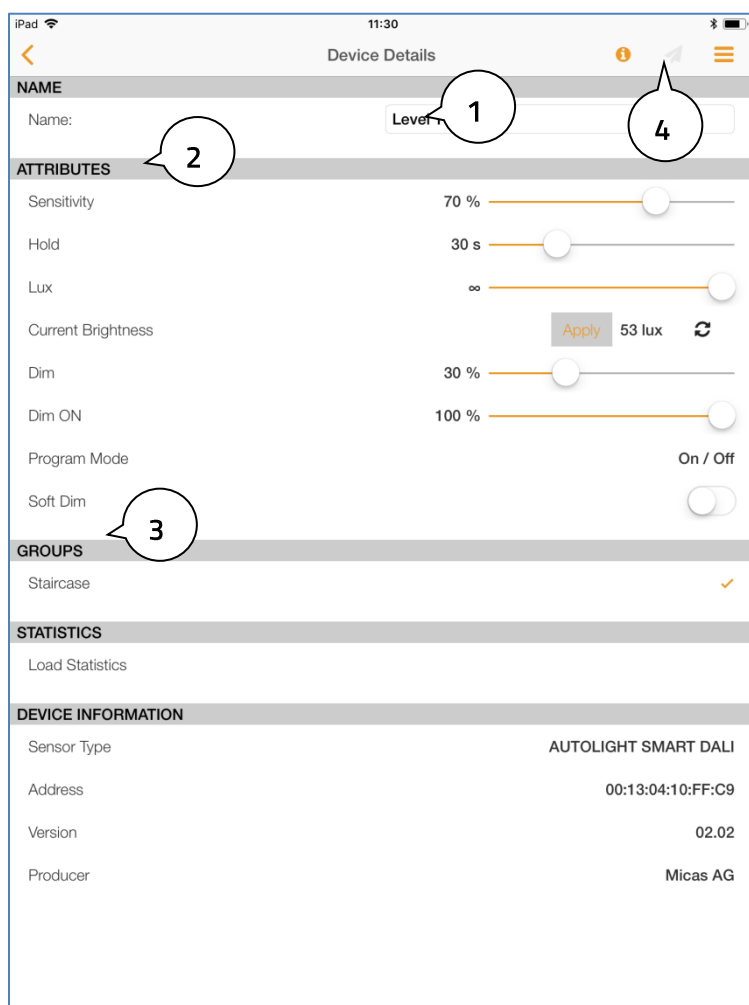 iPad 11:30
Device Details
NAME
Name: Level 1
2
4
ATTRIBUTES
Sensitivity 70 %
Hold 30 s
Lux ∞
Current Brightness Apply 53 lux
Dim 30 %
Dim ON 100 %
Program Mode On / Off
Soft Dim
3
GROUPS
Staircase
STATISTICS
Load Statistics
DEVICE INFORMATION
Sensor Type AUTOLIGHT SMART DALI
Address 00:13:04:10:FF:C9
Version 02.02
Producer Micas AG